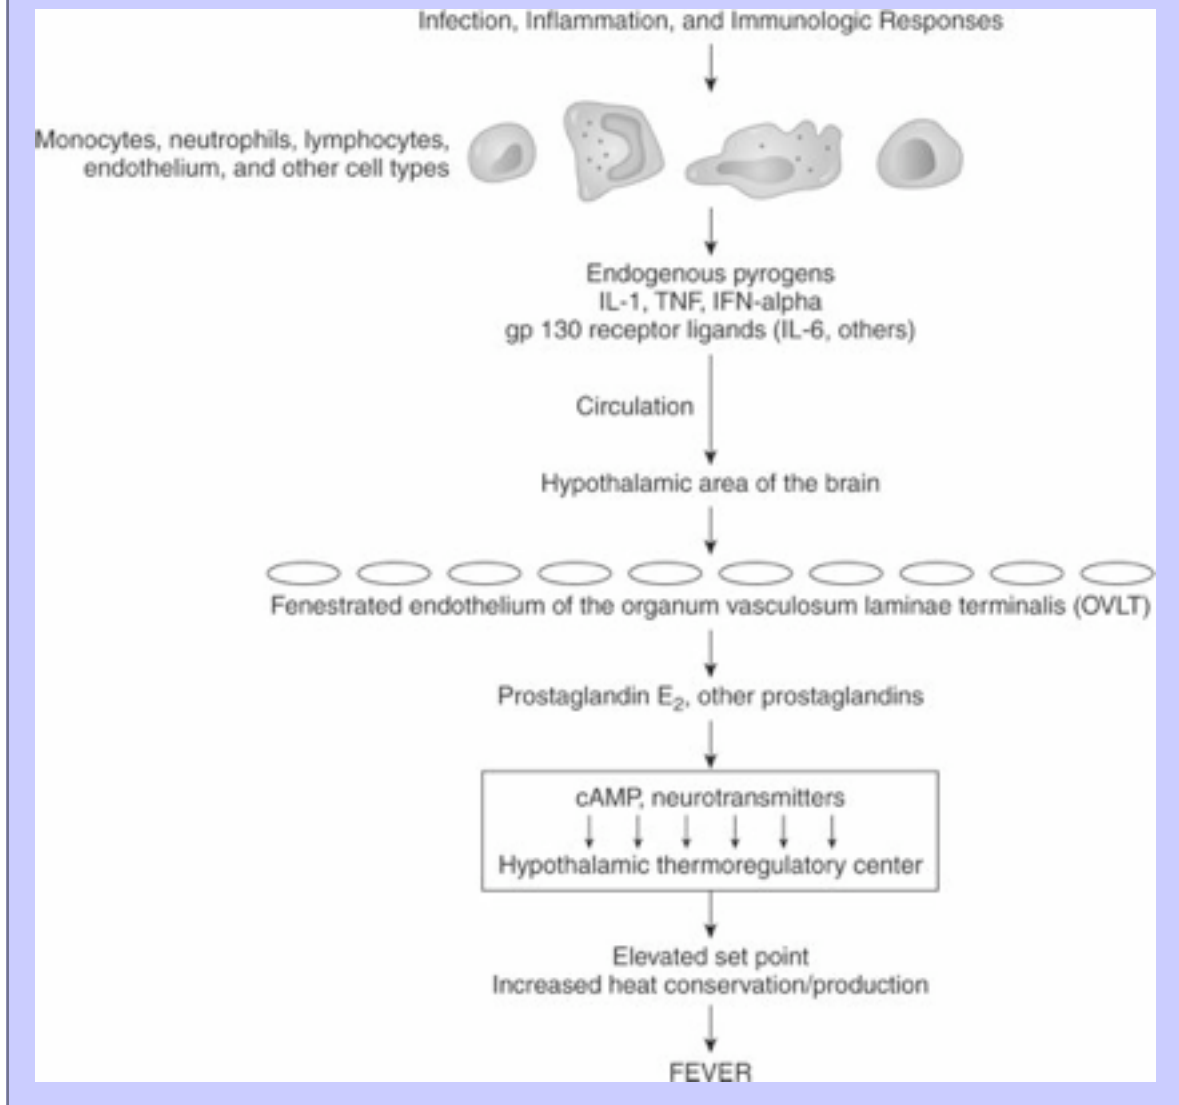 Infection, Inflammation, and Immunologic Responses
Monocytes, neutrophils, lymphocytes,
endothelium, and other cell types
Endogenous pyrogens
IL-1, TNF, IFN-alpha
gp 130 receptor ligands (IL-6, others)
Circulation
Hypothalamic area of the brain
Fenestrated endothelium of the organum vasculosum laminae terminalis (OVLT)
Prostaglandin E₂, other prostaglandins
cAMP, neurotransmitters
Hypothalamic thermoregulatory center
Elevated set point
Increased heat conservation/production
FEVER